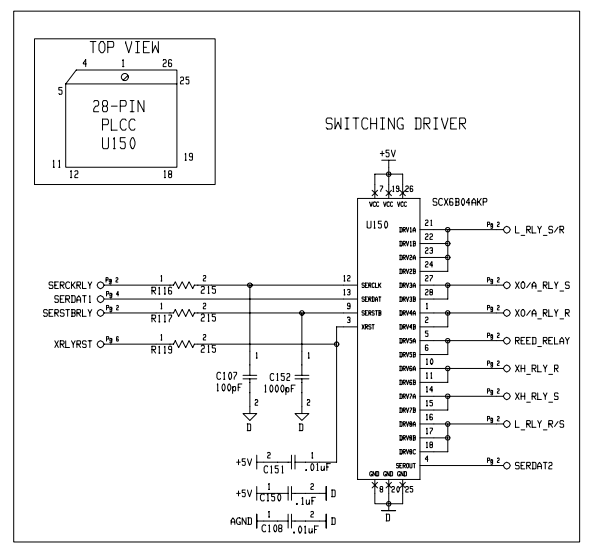 TOP VIEW
4 1 26
5 25
28-PIN
PLCC
U150
11 19
12 18
SWITCHING DRIVER
+5V
7 19 26
VCC VCC VCC
SCX6B04AKP
U150
DRV1A 21 Pg 2 L_RLY_S/R
DRV1B 22
DRV2A 23
DRV2B 24
SERCKRLY Pg 2 1 R116 2 215 12 SERCLK
DRV3A 27 Pg 2 XO/A_RLY_S
SERDAT1 Pg 4 13 SERDAT
DRV3B 28
SERSTBRLY Pg 2 1 R117 2 215 9 SERSTB
DRV4A 1 Pg 2 XO/A_RLY_R
3 XRST
DRV4B 2
XRLYRST Pg 6 1 R119 2 215
DRV5A 5 Pg 2 REED_RELAY
DRV5B 6
DRV6A 10 Pg 2 XH_RLY_R
DRV6B 11
DRV7A 14 Pg 2 XH_RLY_S
DRV7B 15
DRV8A 16 Pg 2 L_RLY_R/S
DRV8B 17
DRV8C 18
SEROUT 4 Pg 2 SERDAT2
1 1
C107 C152
100pF 1000pF
2 2
D D
GND GND GND
8 20 25
D
+5V 2 C151 1 .01uF
+5V 1 C150 2 .1uF D
AGND 1 C108 2 .01uF D